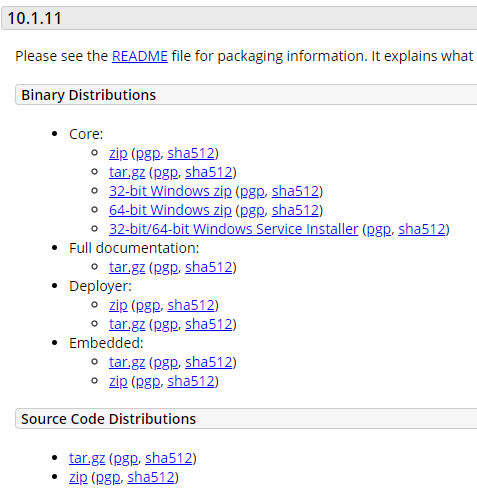 10.1.11
Please see the README file for packaging information. It explains what
Binary Distributions
Core:
zip (pgp, sha512)
tar.gz (pgp, sha512)
32-bit Windows zip (pgp, sha512)
64-bit Windows zip (pgp, sha512)
32-bit/64-bit Windows Service Installer (pgp, sha512)
Full documentation:
tar.gz (pgp, sha512)
Deployer:
zip (pgp, sha512)
tar.gz (pgp, sha512)
Embedded:
tar.gz (pgp, sha512)
zip (pgp, sha512)
Source Code Distributions
tar.gz (pgp, sha512)
zip (pgp, sha512)